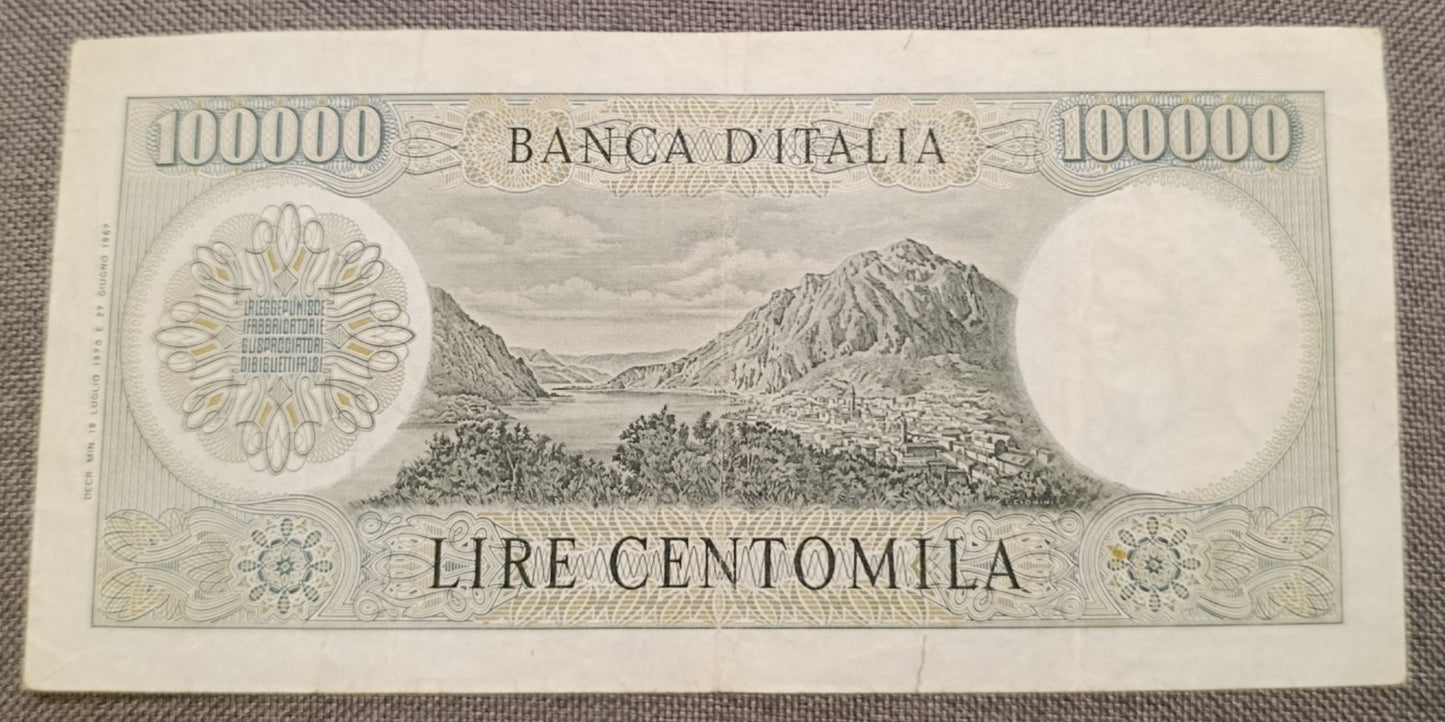 100000
BANCA D'ITALIA
100000
LA LEGGE PUNISCE
I FABBRICATORI E
GLI SPACCIATORI
DI BIGLIETTI FALSI
DECR. MIN. 19 LUGLIO 1970 E 27 GIUGNO 1967
LIRE CENTOMILA